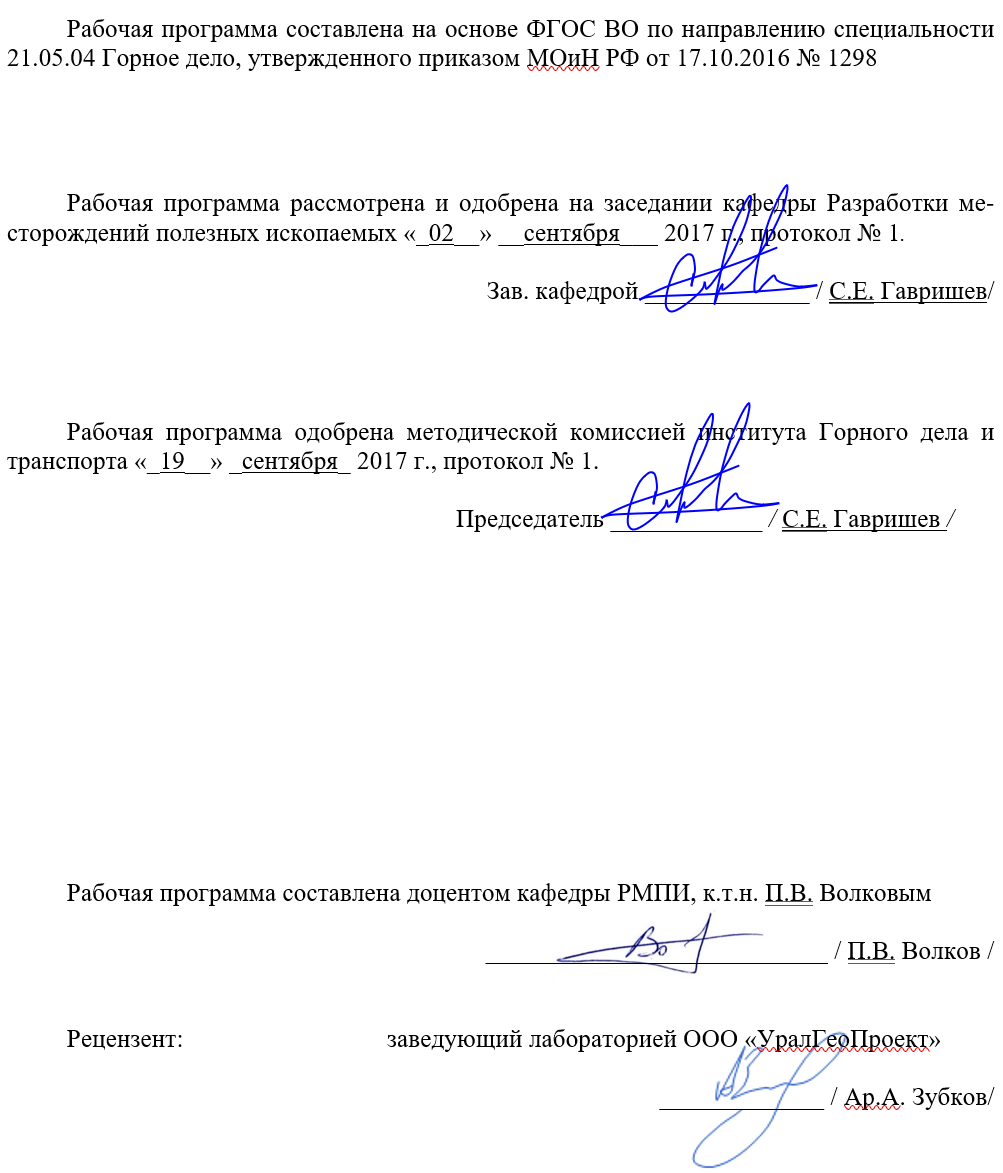 Рабочая программа составлена на основе ФГОС ВО по направлению специальности
21.05.04 Горное дело, утвержденного приказом МОиН РФ от 17.10.2016 № 1298
Рабочая программа рассмотрена и одобрена на заседании кафедры Разработки ме-
сторождений полезных ископаемых «_02__» __сентября___ 2017 г., протокол № 1.
Зав. кафедрой _____________ / С.Е. Гавришев/
Рабочая программа одобрена методической комиссией института Горного дела и
транспорта «_19__» _сентября_ 2017 г., протокол № 1.
Председатель ____________ / С.Е. Гавришев /
Рабочая программа составлена доцентом кафедры РМПИ, к.т.н. П.В. Волковым
___________________________ / П.В. Волков /
Рецензент: заведующий лабораторией ООО «УралГеоПроект»
_____________ / Ар.А. Зубков/